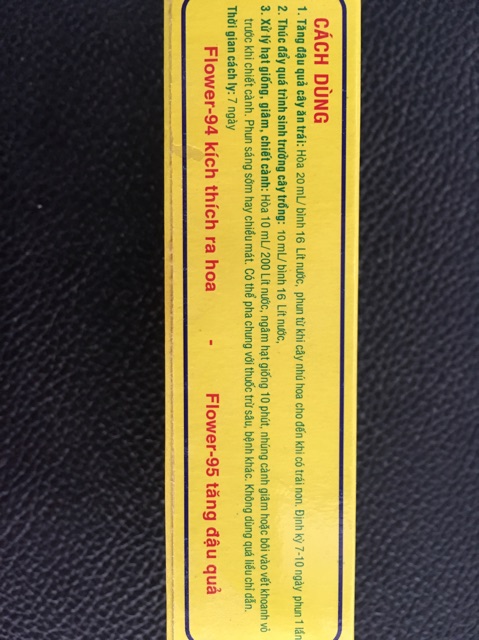 CÁCH DÙNG
1. Tăng đậu quả cây ăn trái: Hòa 20 mL/ bình 16 Lít nước, phun từ khi cây nhú hoa cho đến khi có trái non. Định kỳ 7-10 ngày phun 1 lần
2. Thúc đẩy quá trình sinh trưởng cây trồng: 10 mL/ bình 16 Lít nước,
3. Xử lý hạt giống, giâm, chiết cành: Hòa 10 mL/ 200 Lít nước, ngâm hạt giống 10 phút, nhúng cành giâm hoặc bôi vào vết khoanh vỏ
trước khi chiết cành. Phun sáng sớm hay chiều mát. Có thể pha chung với thuốc trừ sâu, bệnh khác. Không dùng quá liều chỉ dẫn.
Thời gian cách ly: 7 ngày
Flower-94 kích thích ra hoa - Flower-95 tăng đậu quả